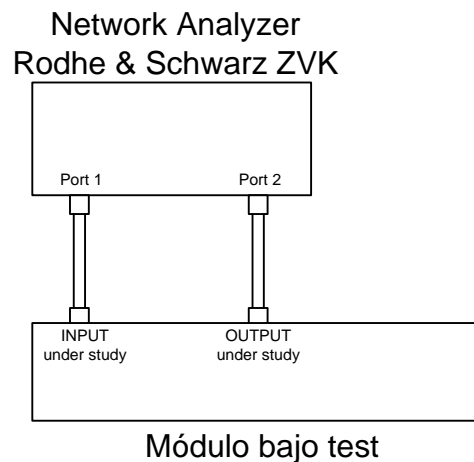 Network Analyzer
Rodhe & Schwarz ZVK
Port 1
Port 2
INPUT
under study
OUTPUT
under study
Módulo bajo test